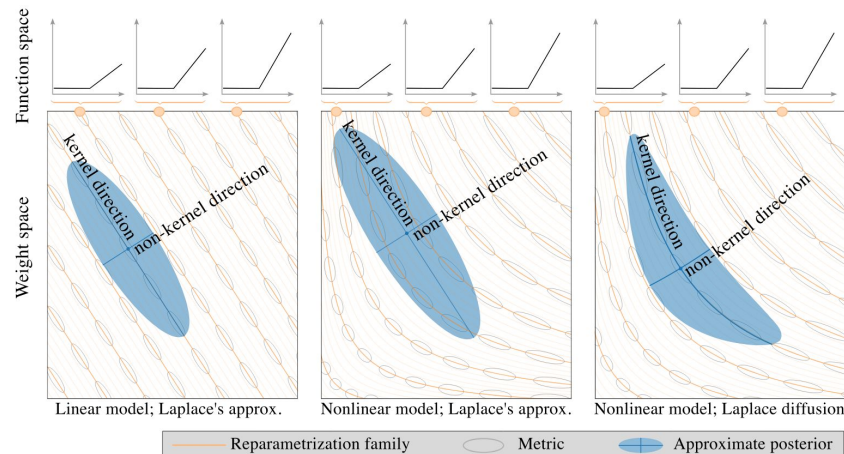 Function space
Weight space
kernel direction
non-kernel direction
kernel direction
non-kernel direction
kernel direction
non-kernel direction
Linear model; Laplace's approx.
Nonlinear model; Laplace's approx.
Nonlinear model; Laplace diffusion
Reparametrization family
Metric
Approximate posterior